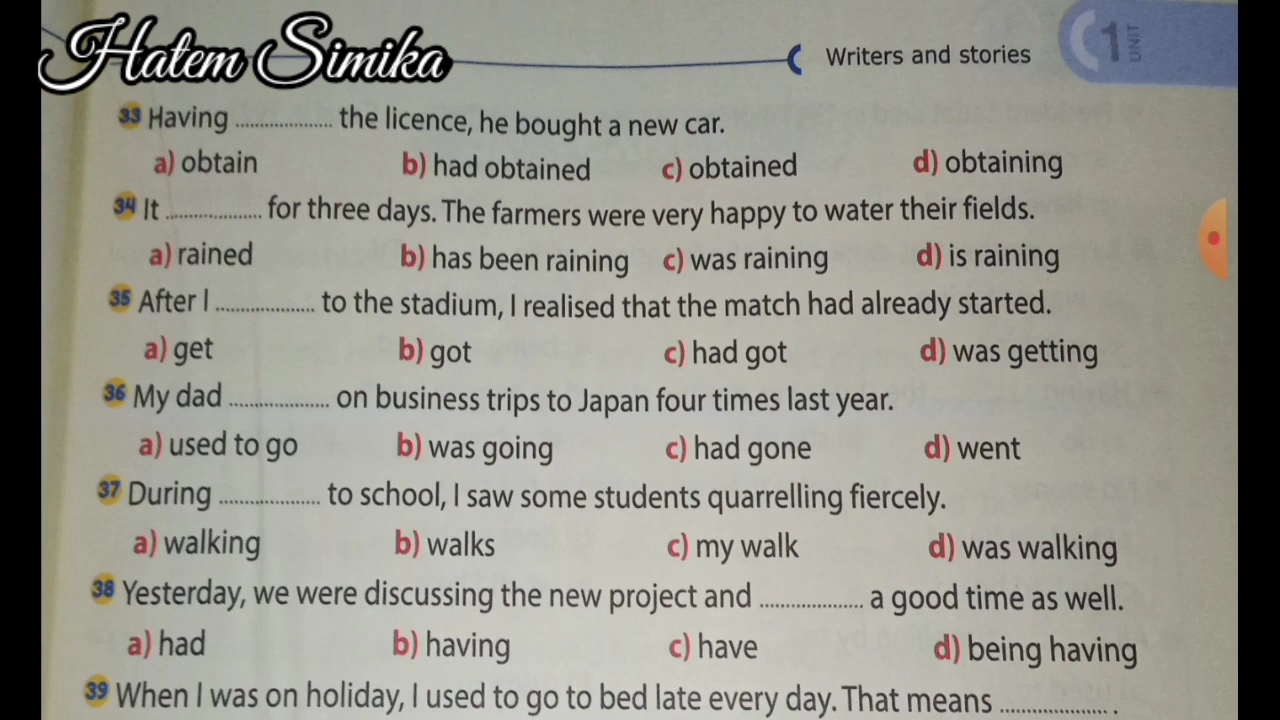 Hatem Simika
Writers and stories
1 UNIT
33 Having .................. the licence, he bought a new car.
a) obtain b) had obtained c) obtained d) obtaining
34 It .................. for three days. The farmers were very happy to water their fields.
a) rained b) has been raining c) was raining d) is raining
35 After I .................. to the stadium, I realised that the match had already started.
a) get b) got c) had got d) was getting
36 My dad .................. on business trips to Japan four times last year.
a) used to go b) was going c) had gone d) went
37 During .................. to school, I saw some students quarrelling fiercely.
a) walking b) walks c) my walk d) was walking
38 Yesterday, we were discussing the new project and .................. a good time as well.
a) had b) having c) have d) being having
39 When I was on holiday, I used to go to bed late every day. That means .................. .